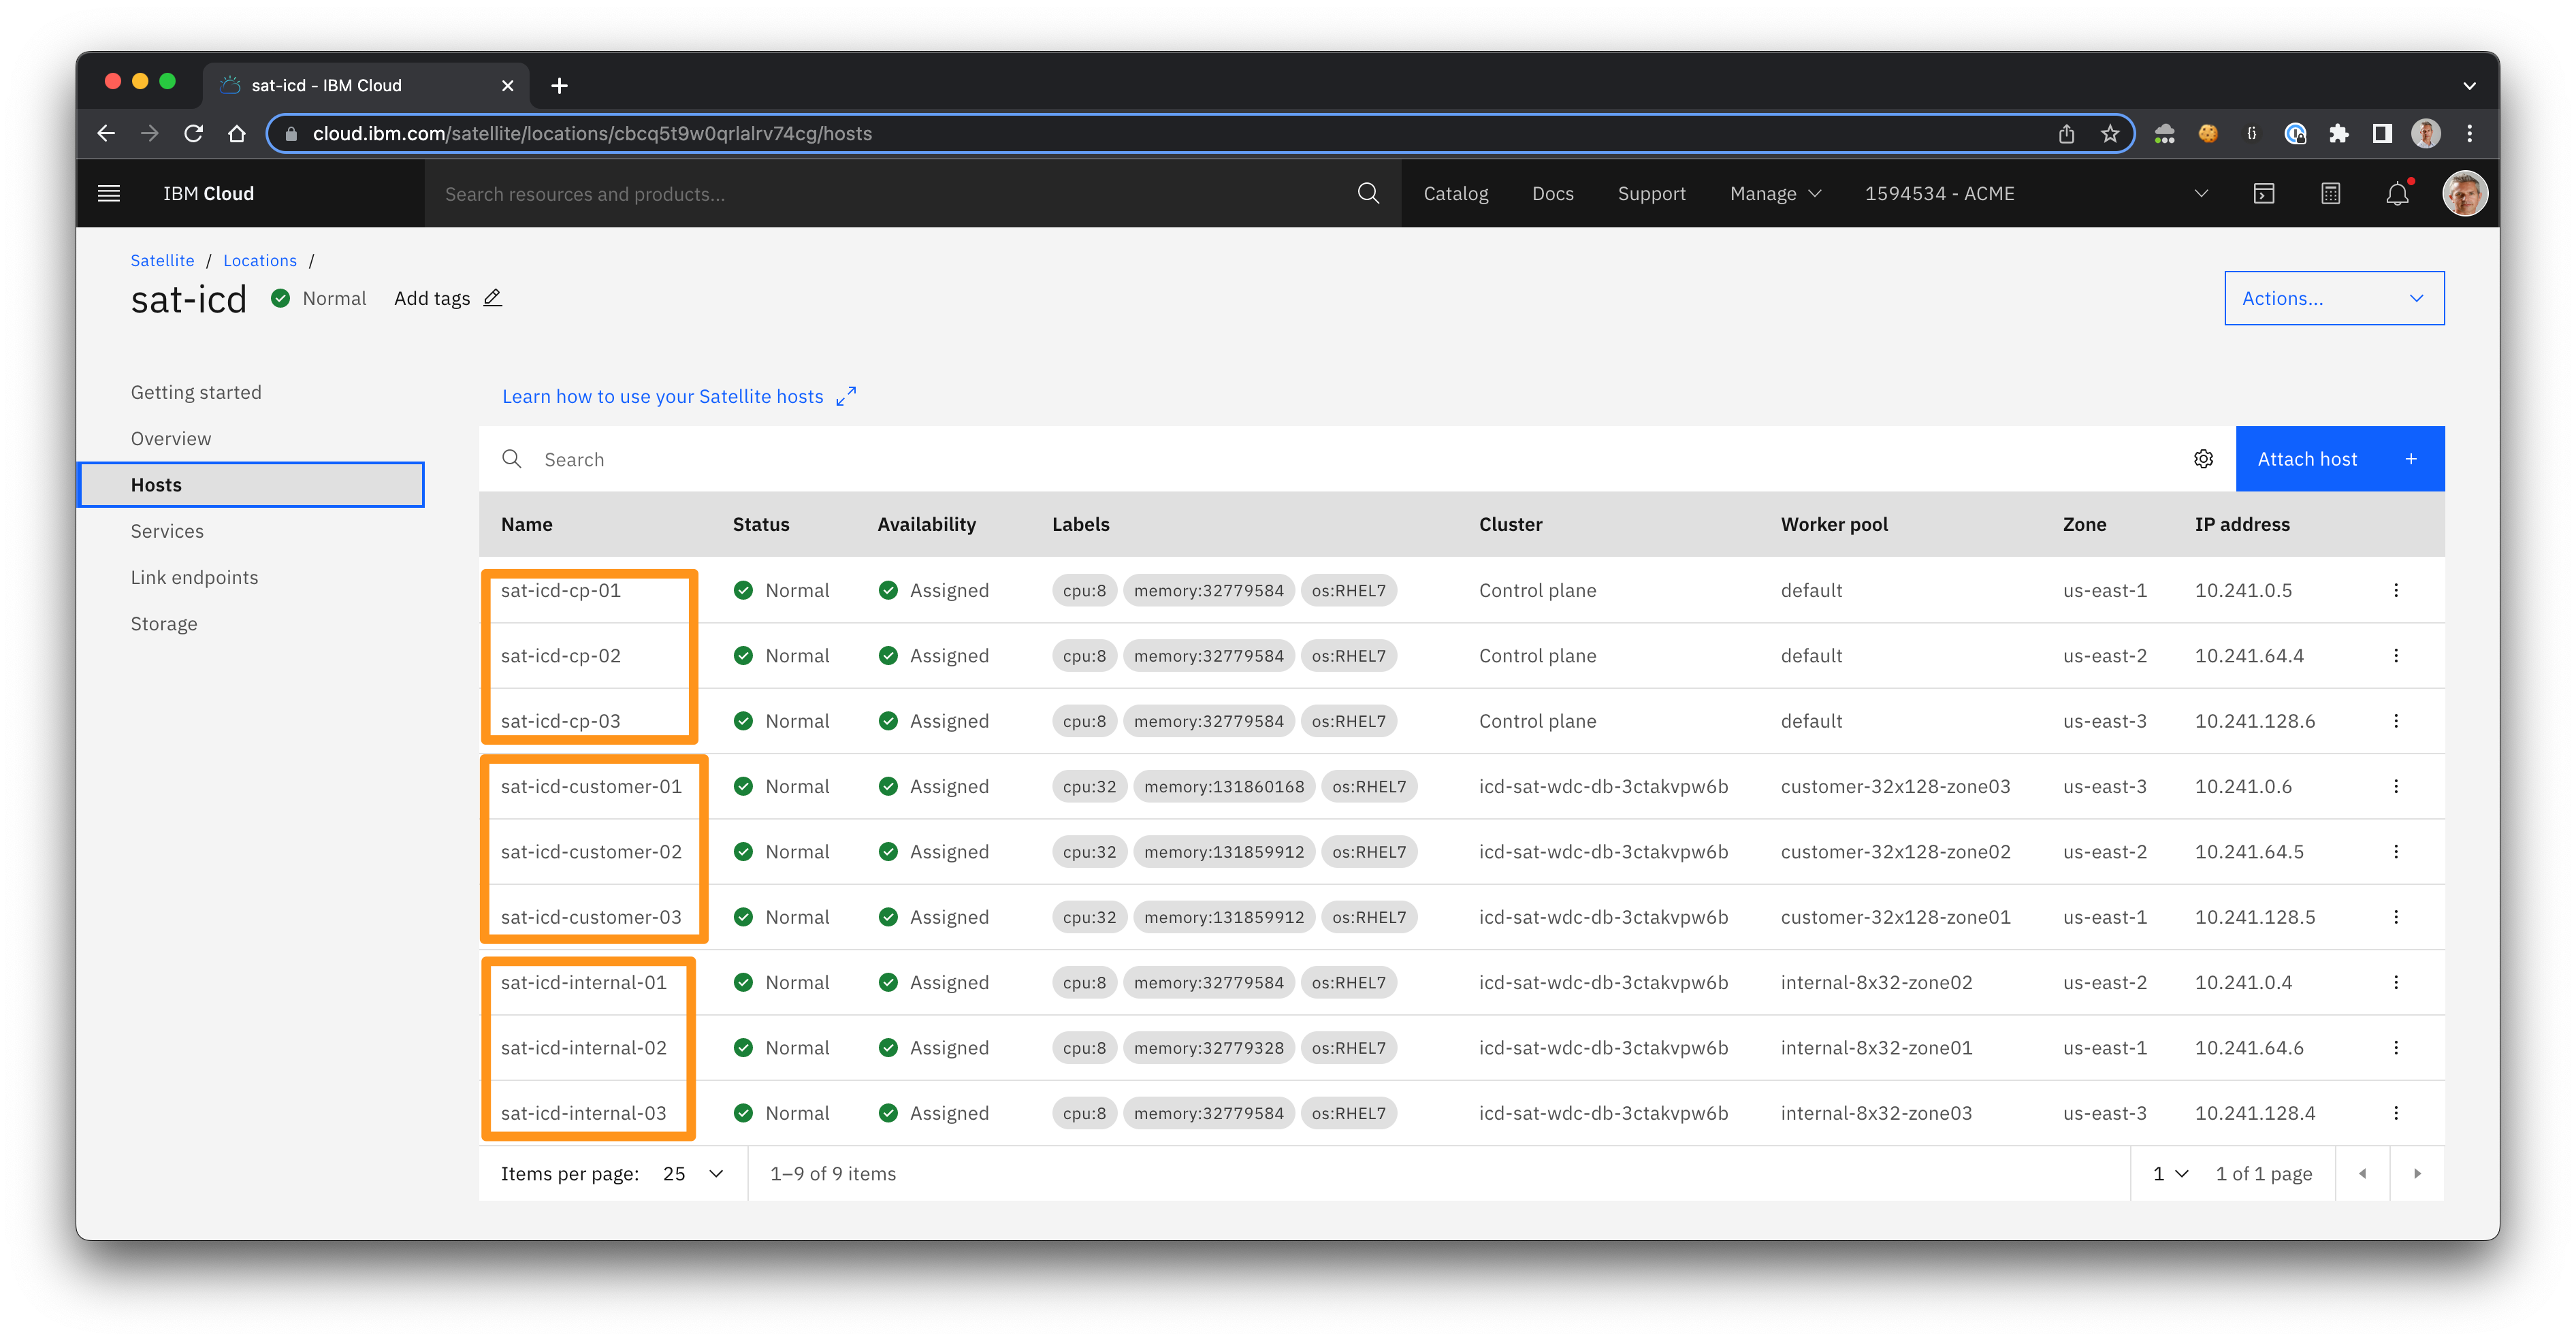 sat-icd - IBM Cloud
cloud.ibm.com/satellite/locations/cbcq5t9w0qrlalrv74cg/hosts
IBM Cloud Search resources and products... Catalog Docs Support Manage 1594534 - ACME
Satellite / Locations /
sat-icd Normal Add tags Actions...
Getting started
Overview
Hosts
Services
Link endpoints
Storage
Learn how to use your Satellite hosts
Search Attach host +
Name Status Availability Labels Cluster Worker pool Zone IP address
sat-icd-cp-01 Normal Assigned cpu:8 memory:32779584 os:RHEL7 Control plane default us-east-1 10.241.0.5
sat-icd-cp-02 Normal Assigned cpu:8 memory:32779584 os:RHEL7 Control plane default us-east-2 10.241.64.4
sat-icd-cp-03 Normal Assigned cpu:8 memory:32779584 os:RHEL7 Control plane default us-east-3 10.241.128.6
sat-icd-customer-01 Normal Assigned cpu:32 memory:131860168 os:RHEL7 icd-sat-wdc-db-3ctakvpw6b customer-32x128-zone03 us-east-3 10.241.0.6
sat-icd-customer-02 Normal Assigned cpu:32 memory:131859912 os:RHEL7 icd-sat-wdc-db-3ctakvpw6b customer-32x128-zone02 us-east-2 10.241.64.5
sat-icd-customer-03 Normal Assigned cpu:32 memory:131859912 os:RHEL7 icd-sat-wdc-db-3ctakvpw6b customer-32x128-zone01 us-east-1 10.241.128.5
sat-icd-internal-01 Normal Assigned cpu:8 memory:32779584 os:RHEL7 icd-sat-wdc-db-3ctakvpw6b internal-8x32-zone02 us-east-2 10.241.0.4
sat-icd-internal-02 Normal Assigned cpu:8 memory:32779328 os:RHEL7 icd-sat-wdc-db-3ctakvpw6b internal-8x32-zone01 us-east-1 10.241.64.6
sat-icd-internal-03 Normal Assigned cpu:8 memory:32779584 os:RHEL7 icd-sat-wdc-db-3ctakvpw6b internal-8x32-zone03 us-east-3 10.241.128.4
Items per page: 25 1–9 of 9 items 1 1 of 1 page